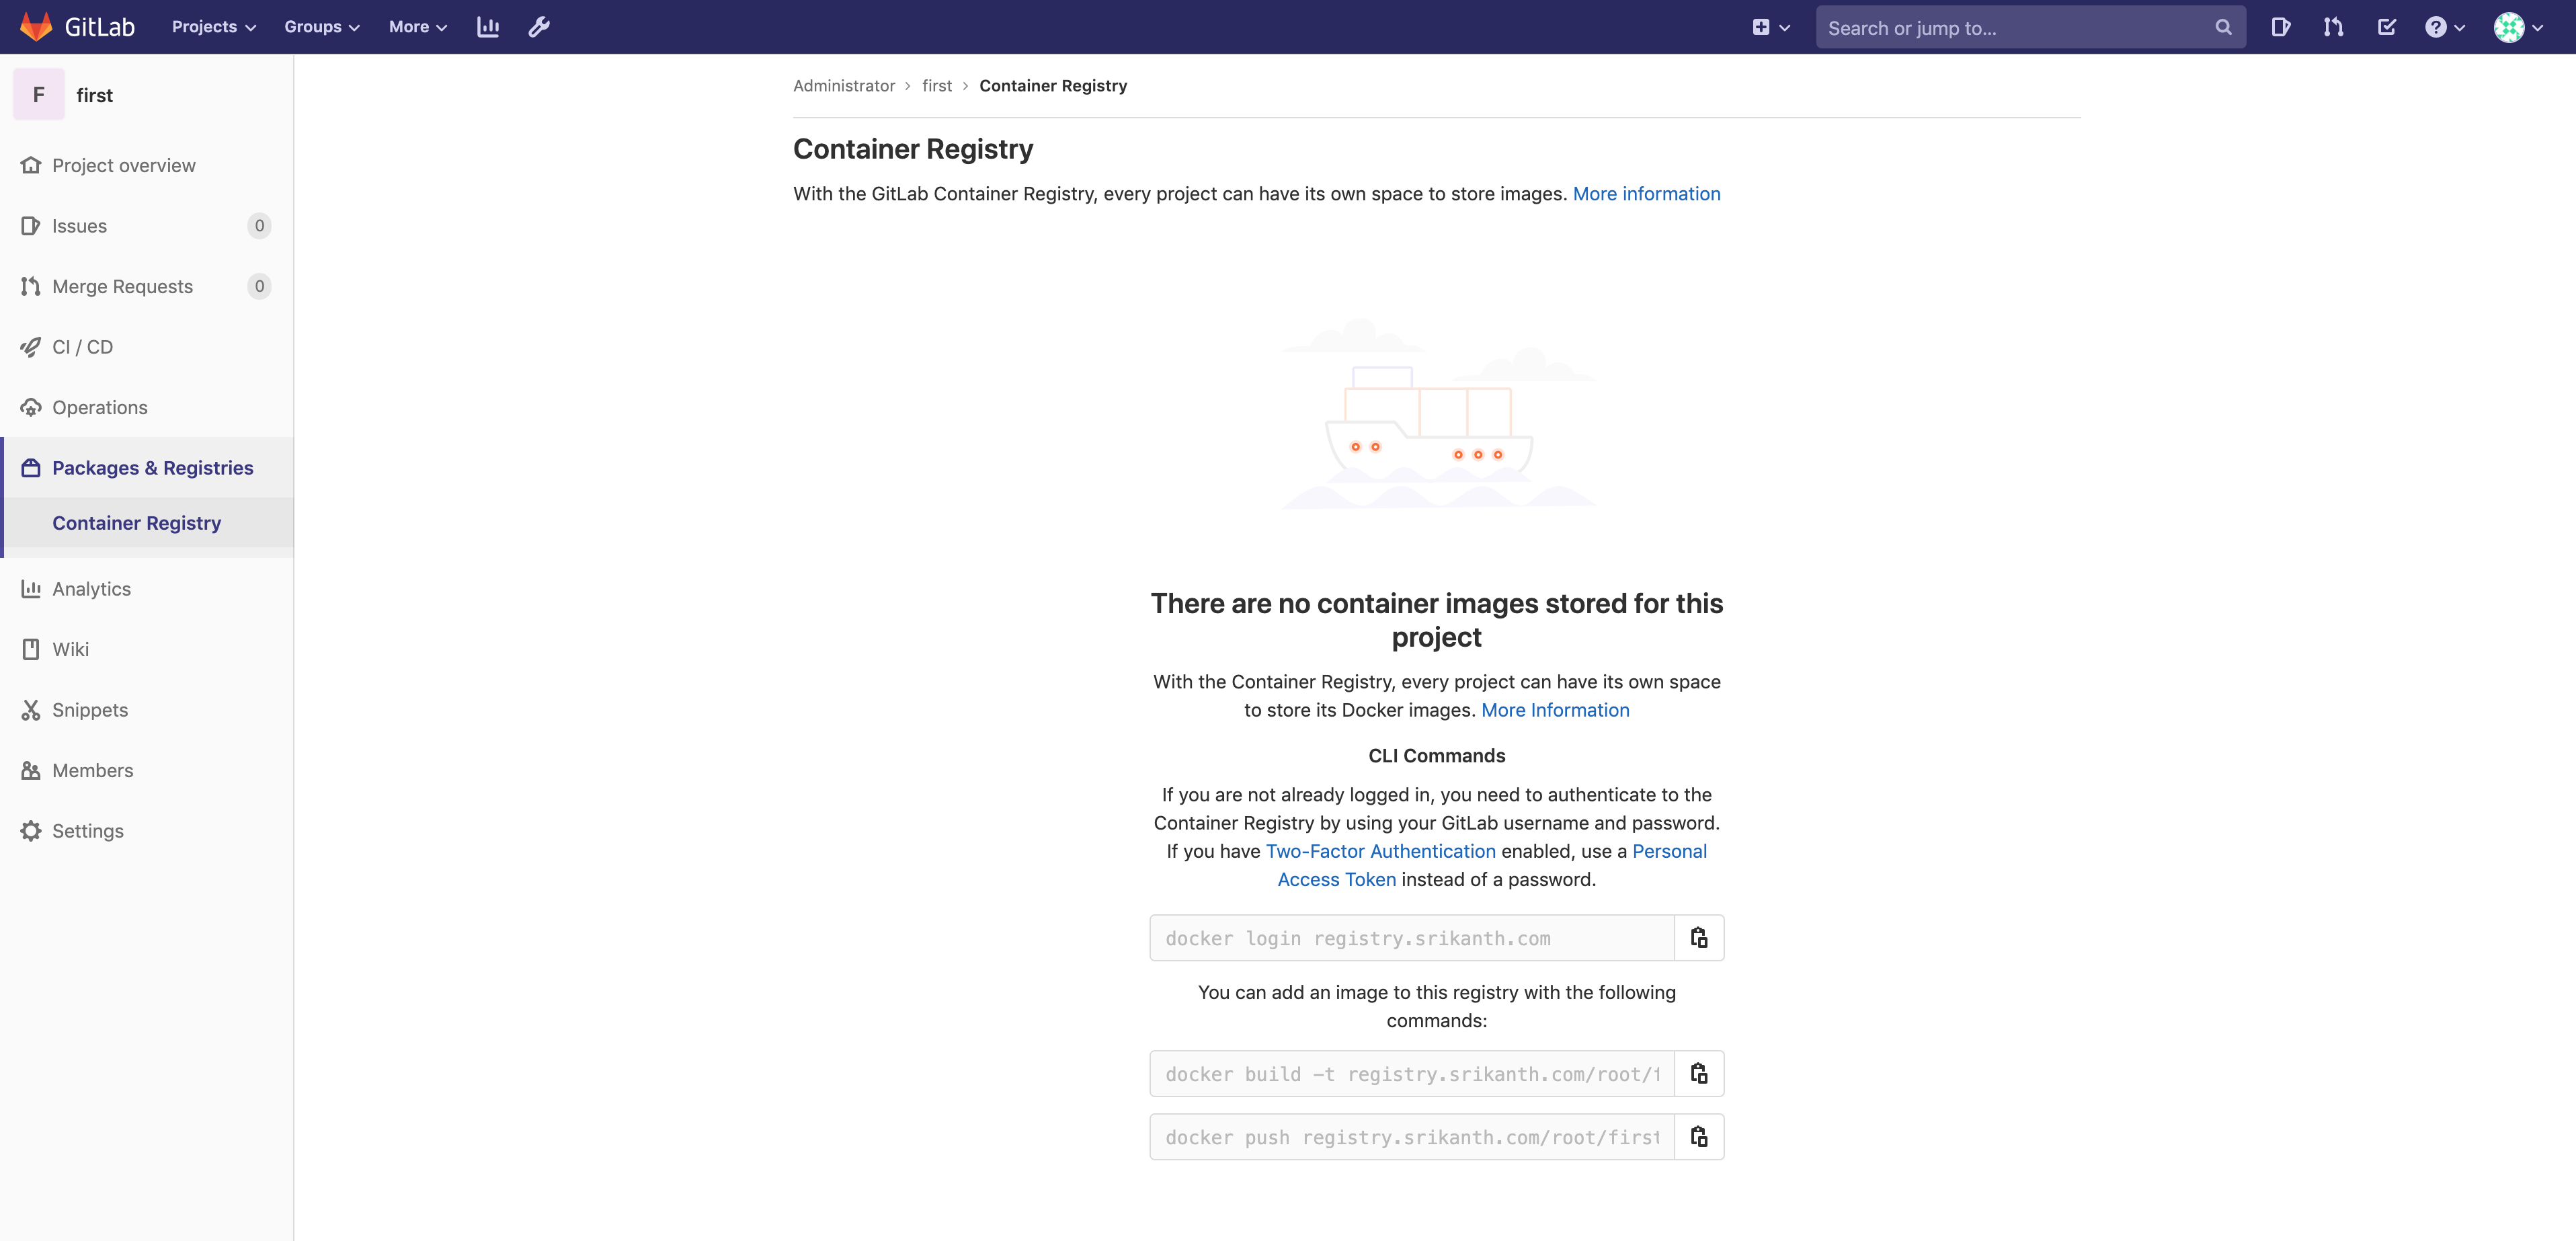 GitLab
Projects
Groups
More
Search or jump to...
F
first
Project overview
Issues
0
Merge Requests
0
CI / CD
Operations
Packages & Registries
Container Registry
Analytics
Wiki
Snippets
Members
Settings
Administrator > first > Container Registry
Container Registry
With the GitLab Container Registry, every project can have its own space to store images. More information
There are no container images stored for this
project
With the Container Registry, every project can have its own space
to store its Docker images. More Information
CLI Commands
If you are not already logged in, you need to authenticate to the
Container Registry by using your GitLab username and password.
If you have Two-Factor Authentication enabled, use a Personal
Access Token instead of a password.
docker login registry.srikanth.com
You can add an image to this registry with the following
commands:
docker build -t registry.srikanth.com/root/f
docker push registry.srikanth.com/root/first